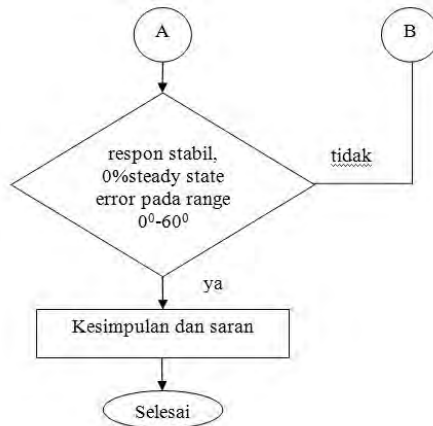 A
B
respon stabil,
0%steady state
error pada range
0⁰-60⁰
tidak
ya
Kesimpulan dan saran
Selesai